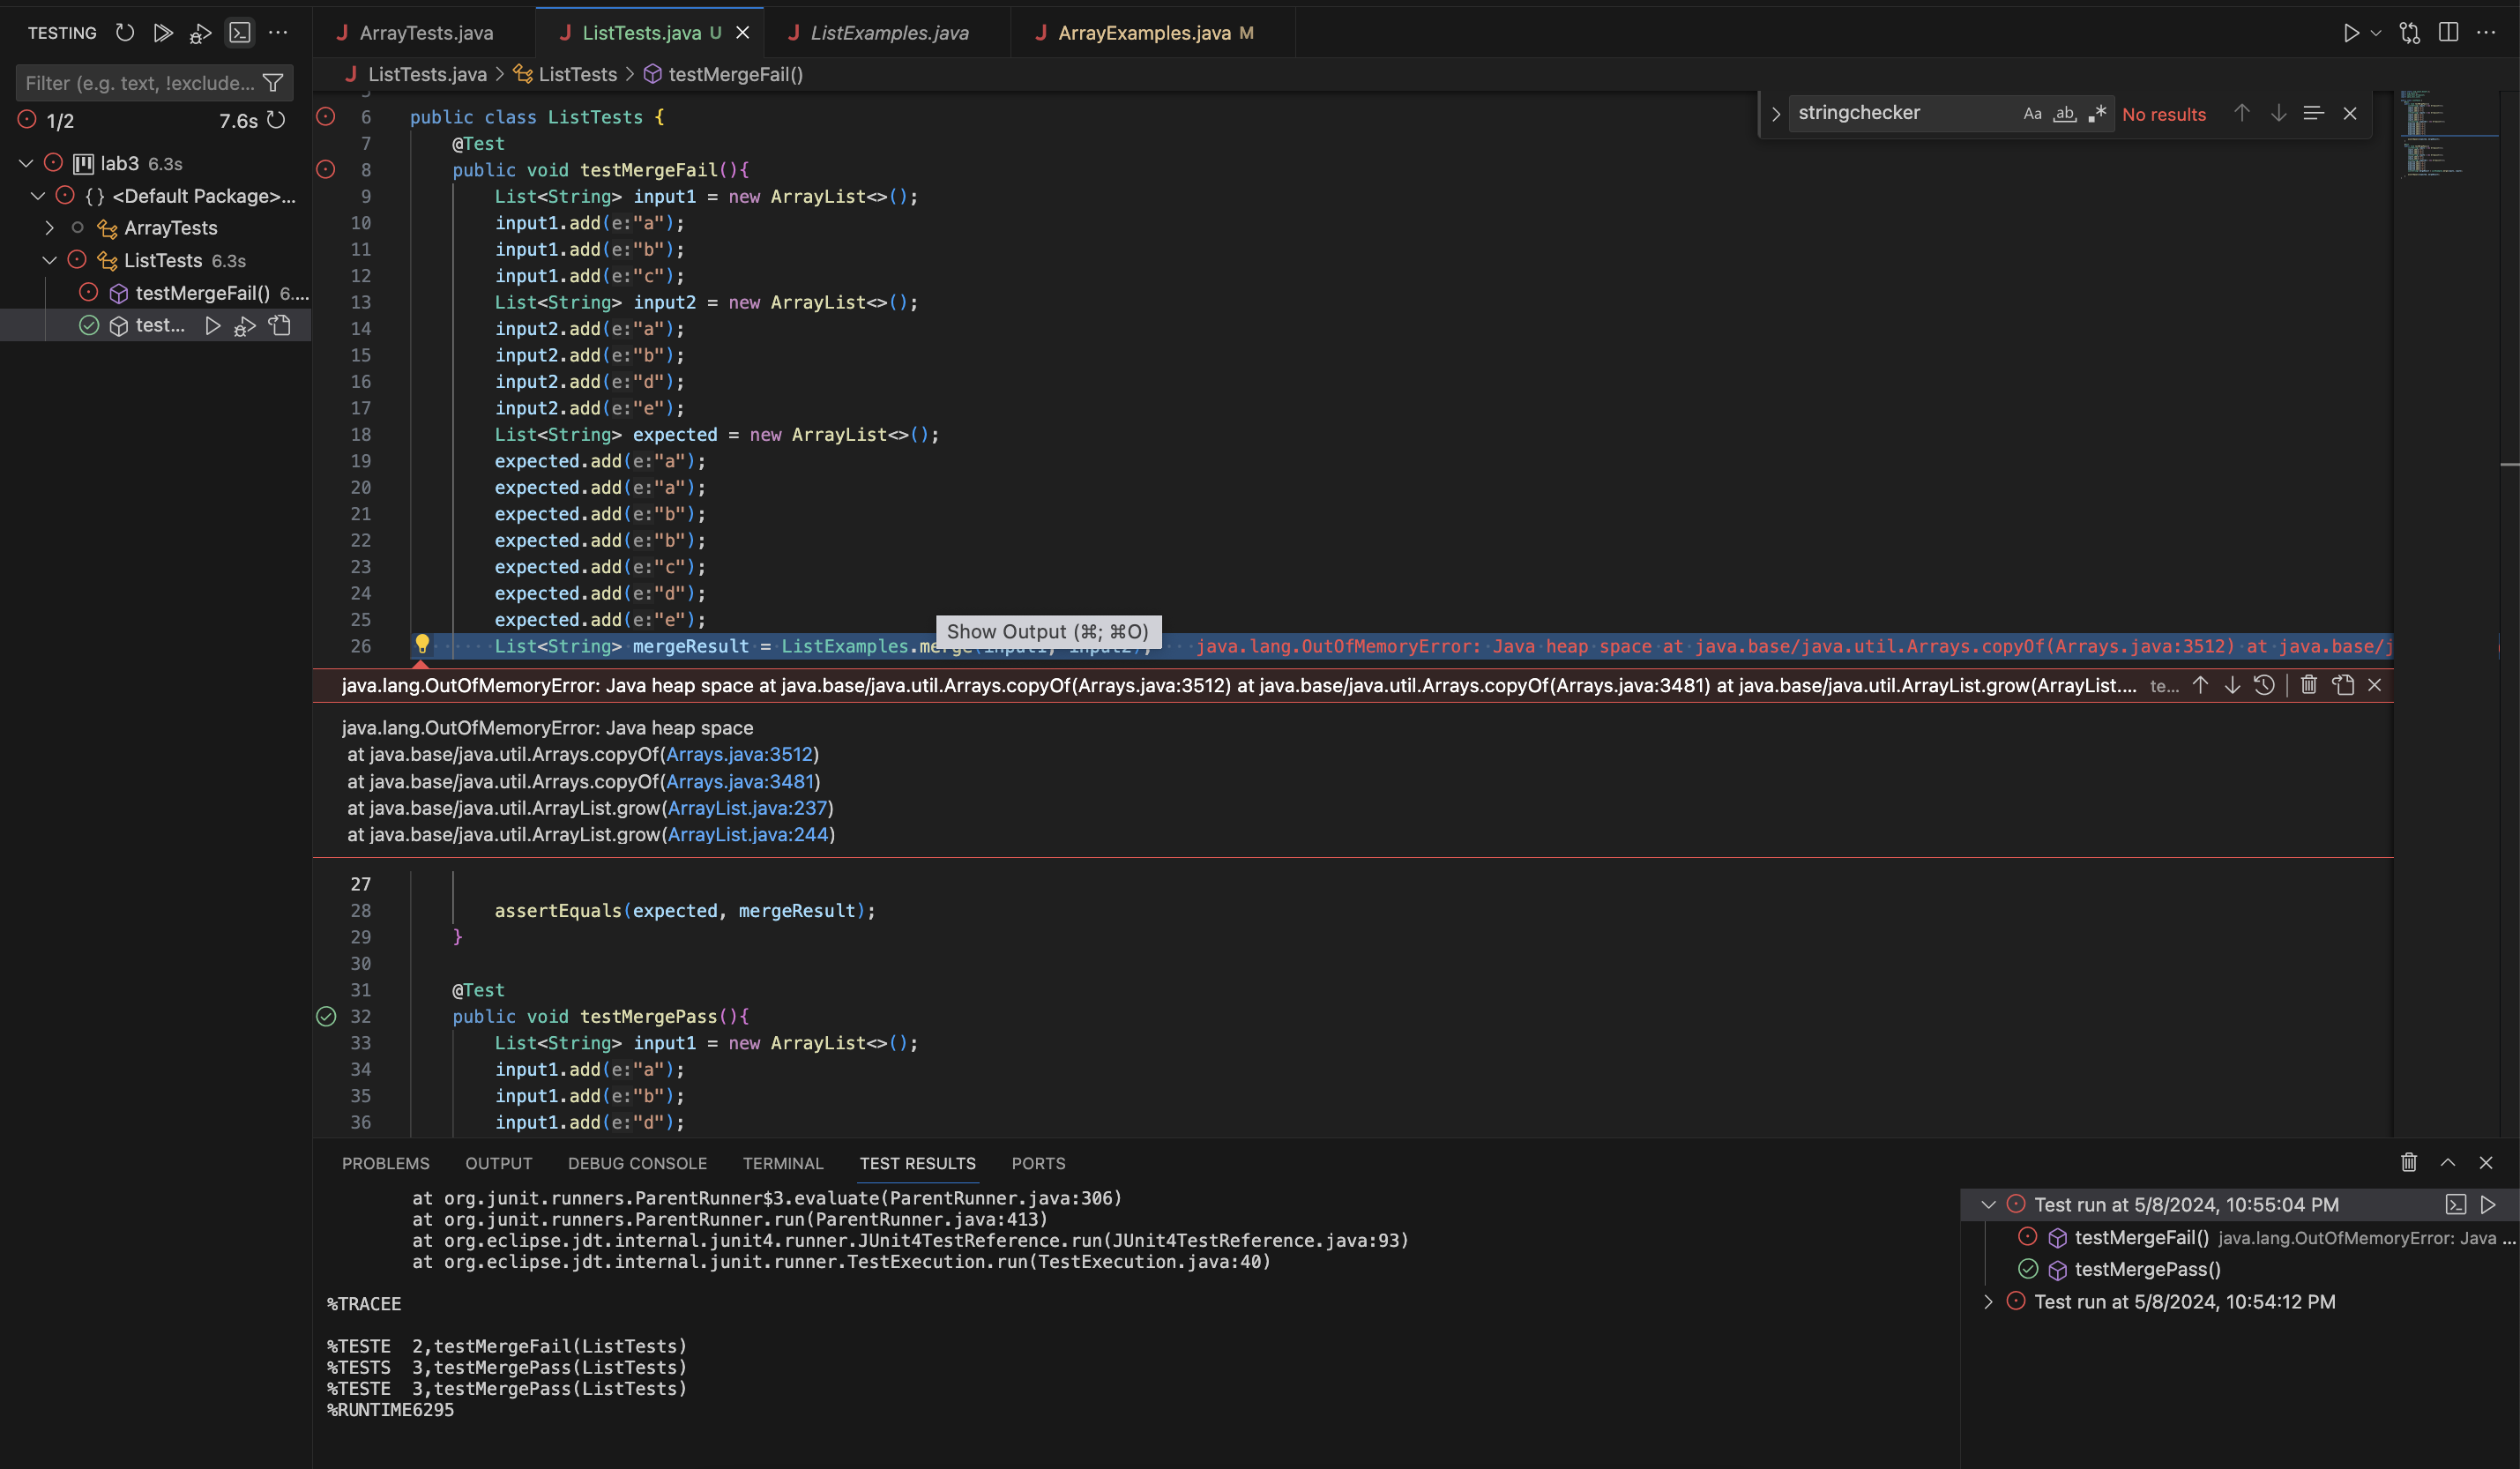 TESTING
Filter (e.g. text, !exclude...
1/2 7.6s
lab3 6.3s
{} <Default Package>...
ArrayTests
ListTests 6.3s
testMergeFail() 6....
test...
ArrayTests.java
ListTests.java U
ListExamples.java
ArrayExamples.java M
ListTests.java > ListTests > testMergeFail()
stringchecker Aa ab .* No results
6 public class ListTests {
7 @Test
8 public void testMergeFail(){
9 List<String> input1 = new ArrayList<>();
10 input1.add(e:"a");
11 input1.add(e:"b");
12 input1.add(e:"c");
13 List<String> input2 = new ArrayList<>();
14 input2.add(e:"a");
15 input2.add(e:"b");
16 input2.add(e:"d");
17 input2.add(e:"e");
18 List<String> expected = new ArrayList<>();
19 expected.add(e:"a");
20 expected.add(e:"a");
21 expected.add(e:"b");
22 expected.add(e:"b");
23 expected.add(e:"c");
24 expected.add(e:"d");
25 expected.add(e:"e");
Show Output (⌘; ⌘O)
26 List<String> mergeResult = ListExamples.merge(input1, input2); java.lang.OutOfMemoryError: Java heap space at java.base/java.util.Arrays.copyOf(Arrays.java:3512) at java.base/j
java.lang.OutOfMemoryError: Java heap space at java.base/java.util.Arrays.copyOf(Arrays.java:3512) at java.base/java.util.Arrays.copyOf(Arrays.java:3481) at java.base/java.util.ArrayList.grow(ArrayList.... te...
java.lang.OutOfMemoryError: Java heap space
at java.base/java.util.Arrays.copyOf(Arrays.java:3512)
at java.base/java.util.Arrays.copyOf(Arrays.java:3481)
at java.base/java.util.ArrayList.grow(ArrayList.java:237)
at java.base/java.util.ArrayList.grow(ArrayList.java:244)
27
28 assertEquals(expected, mergeResult);
29 }
30
31 @Test
32 public void testMergePass(){
33 List<String> input1 = new ArrayList<>();
34 input1.add(e:"a");
35 input1.add(e:"b");
36 input1.add(e:"d");
PROBLEMS OUTPUT DEBUG CONSOLE TERMINAL TEST RESULTS PORTS
at org.junit.runners.ParentRunner$3.evaluate(ParentRunner.java:306)
at org.junit.runners.ParentRunner.run(ParentRunner.java:413)
at org.eclipse.jdt.internal.junit4.runner.JUnit4TestReference.run(JUnit4TestReference.java:93)
at org.eclipse.jdt.internal.junit.runner.TestExecution.run(TestExecution.java:40)
%TRACEE
%TESTE 2,testMergeFail(ListTests)
%TESTS 3,testMergePass(ListTests)
%TESTE 3,testMergePass(ListTests)
%RUNTIME6295
Test run at 5/8/2024, 10:55:04 PM
testMergeFail() java.lang.OutOfMemoryError: Java ...
testMergePass()
Test run at 5/8/2024, 10:54:12 PM